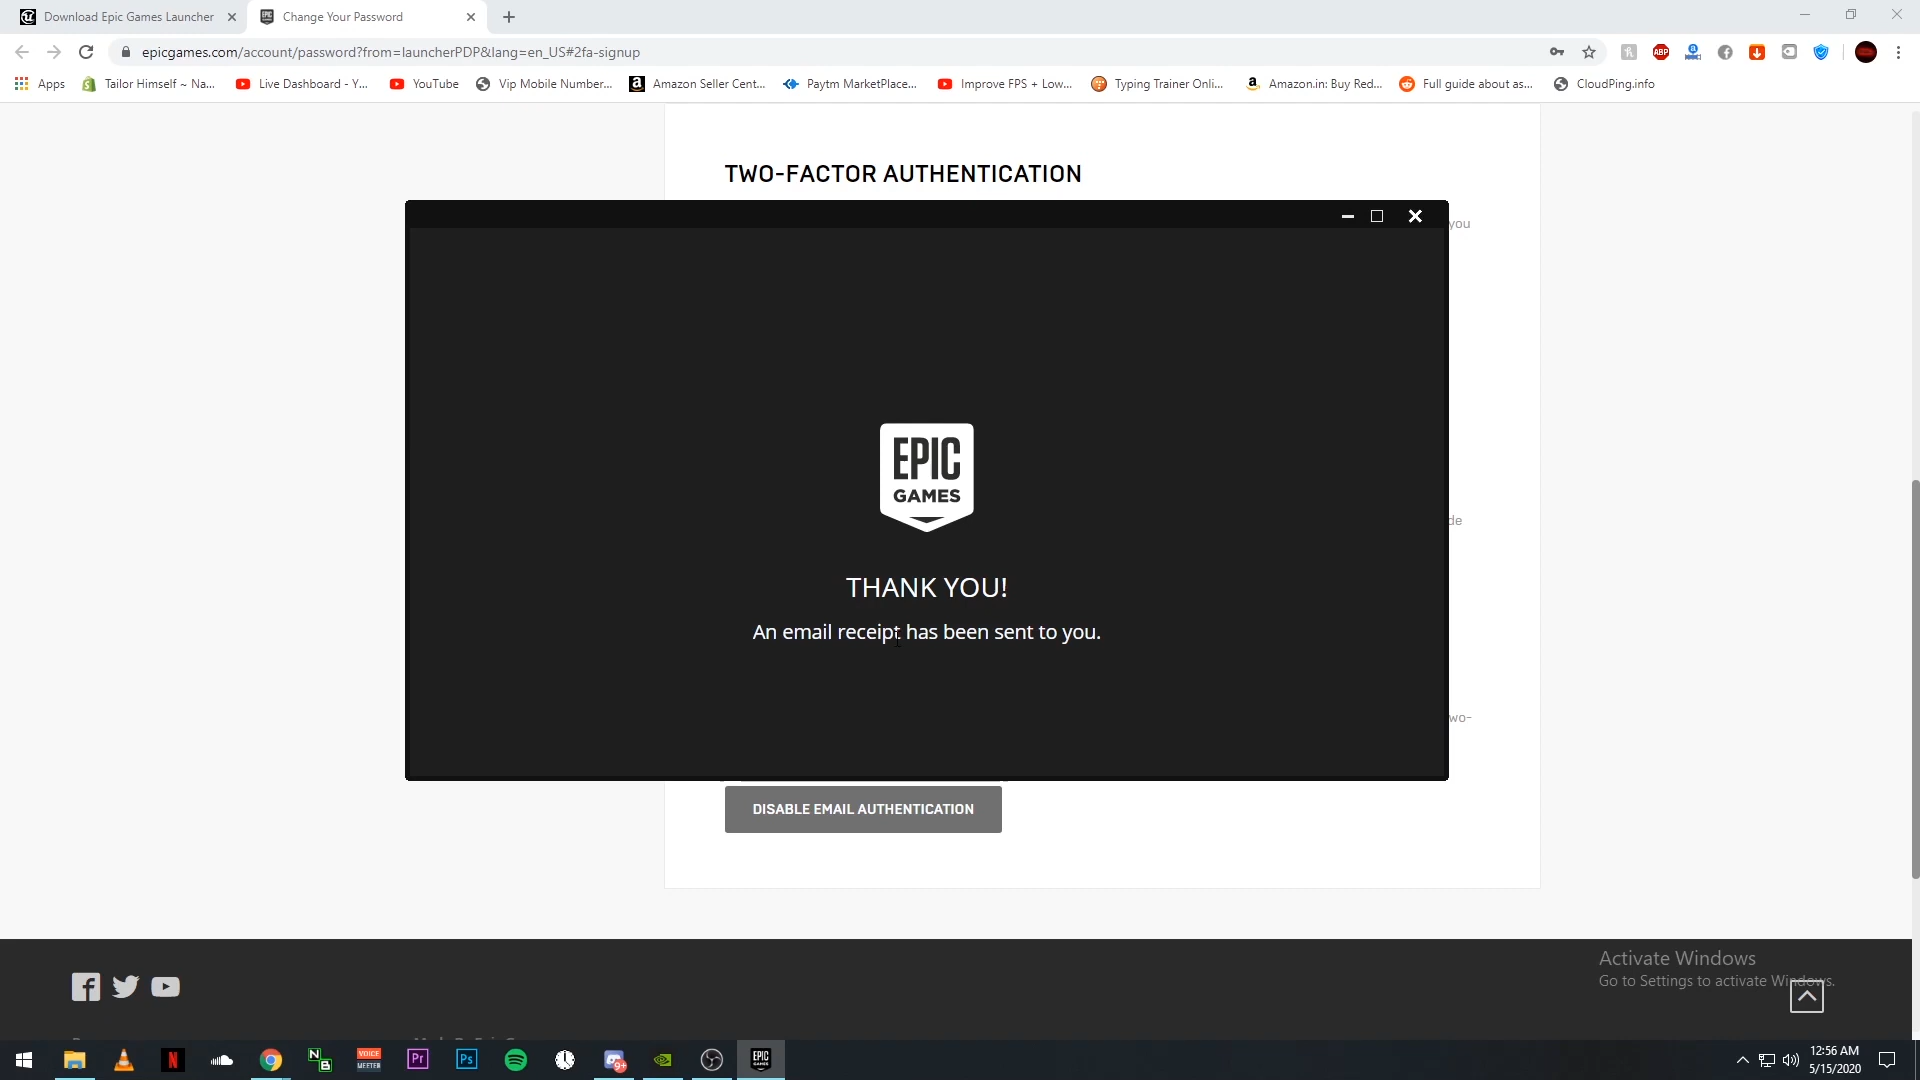 Download Epic Games Launcher
Change Your Password
epicgames.com/account/password?from=launcherPDP&lang=en_US#2fa-signup
Apps
Tailor Himself ~ Na...
Live Dashboard - Y...
YouTube
Vip Mobile Number...
Amazon Seller Cent...
Paytm MarketPlace...
Improve FPS + Low...
Typing Trainer Onli...
Amazon.in: Buy Red...
Full guide about as...
CloudPing.info
TWO-FACTOR AUTHENTICATION
you
de
wo-
EPIC
GAMES
THANK YOU!
An email receipt has been sent to you.
DISABLE EMAIL AUTHENTICATION
Activate Windows
Go to Settings to activate Windows.
12:56 AM
5/15/2020